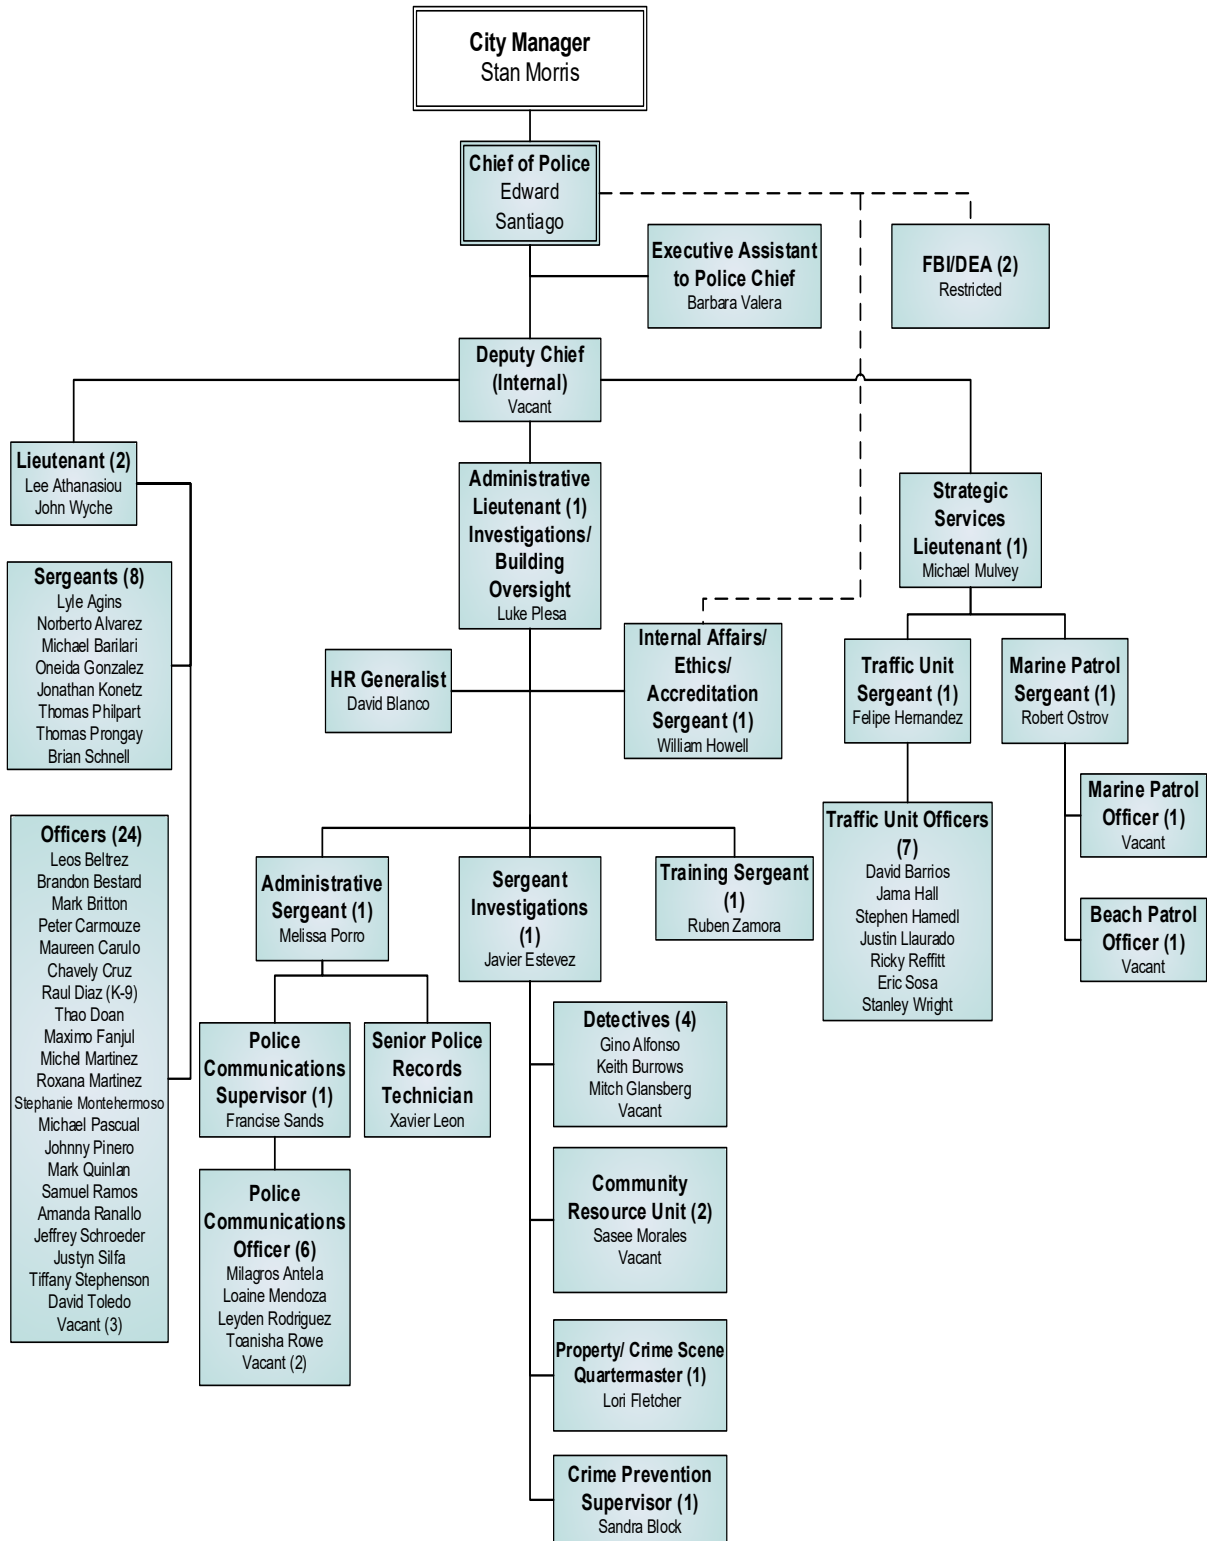 City Manager
Stan Morris
Chief of Police
Edward
Santiago
Executive Assistant
to Police Chief
Barbara Valera
FBI/DEA (2)
Restricted
Deputy Chief
(Internal)
Vacant
Lieutenant (2)
Lee Athanasiou
John Wyche
Sergeants (8)
Lyle Agins
Norberto Alvarez
Michael Barilari
Oneida Gonzalez
Jonathan Konetz
Thomas Philpart
Thomas Prongay
Brian Schnell
Officers (24)
Leos Beltrez
Brandon Bestard
Mark Britton
Peter Carmouze
Maureen Carulo
Chavely Cruz
Raul Diaz (K-9)
Thao Doan
Maximo Fanjul
Michel Martinez
Roxana Martinez
Stephanie Montehermoso
Michael Pascual
Johnny Pinero
Mark Quinlan
Samuel Ramos
Amanda Ranallo
Jeffrey Schroeder
Justyn Silfa
Tiffany Stephenson
David Toledo
Vacant (3)
Administrative
Lieutenant (1)
Investigations/
Building
Oversight
Luke Plesa
HR Generalist
David Blanco
Internal Affairs/
Ethics/
Accreditation
Sergeant (1)
William Howell
Administrative
Sergeant (1)
Melissa Porro
Police
Communications
Supervisor (1)
Francise Sands
Senior Police
Records
Technician
Xavier Leon
Police
Communications
Officer (6)
Milagros Antela
Loaine Mendoza
Leyden Rodriguez
Toanisha Rowe
Vacant (2)
Sergeant
Investigations
(1)
Javier Estevez
Detectives (4)
Gino Alfonso
Keith Burrows
Mitch Glansberg
Vacant
Community
Resource Unit (2)
Sasee Morales
Vacant
Property/ Crime Scene
Quartermaster (1)
Lori Fletcher
Crime Prevention
Supervisor (1)
Sandra Block
Training Sergeant
(1)
Ruben Zamora
Strategic
Services
Lieutenant (1)
Michael Mulvey
Traffic Unit
Sergeant (1)
Felipe Hernandez
Traffic Unit Officers
(7)
David Barrios
Jama Hall
Stephen Hamedl
Justin Llaurado
Ricky Reffitt
Eric Sosa
Stanley Wright
Marine Patrol
Sergeant (1)
Robert Ostrov
Marine Patrol
Officer (1)
Vacant
Beach Patrol
Officer (1)
Vacant